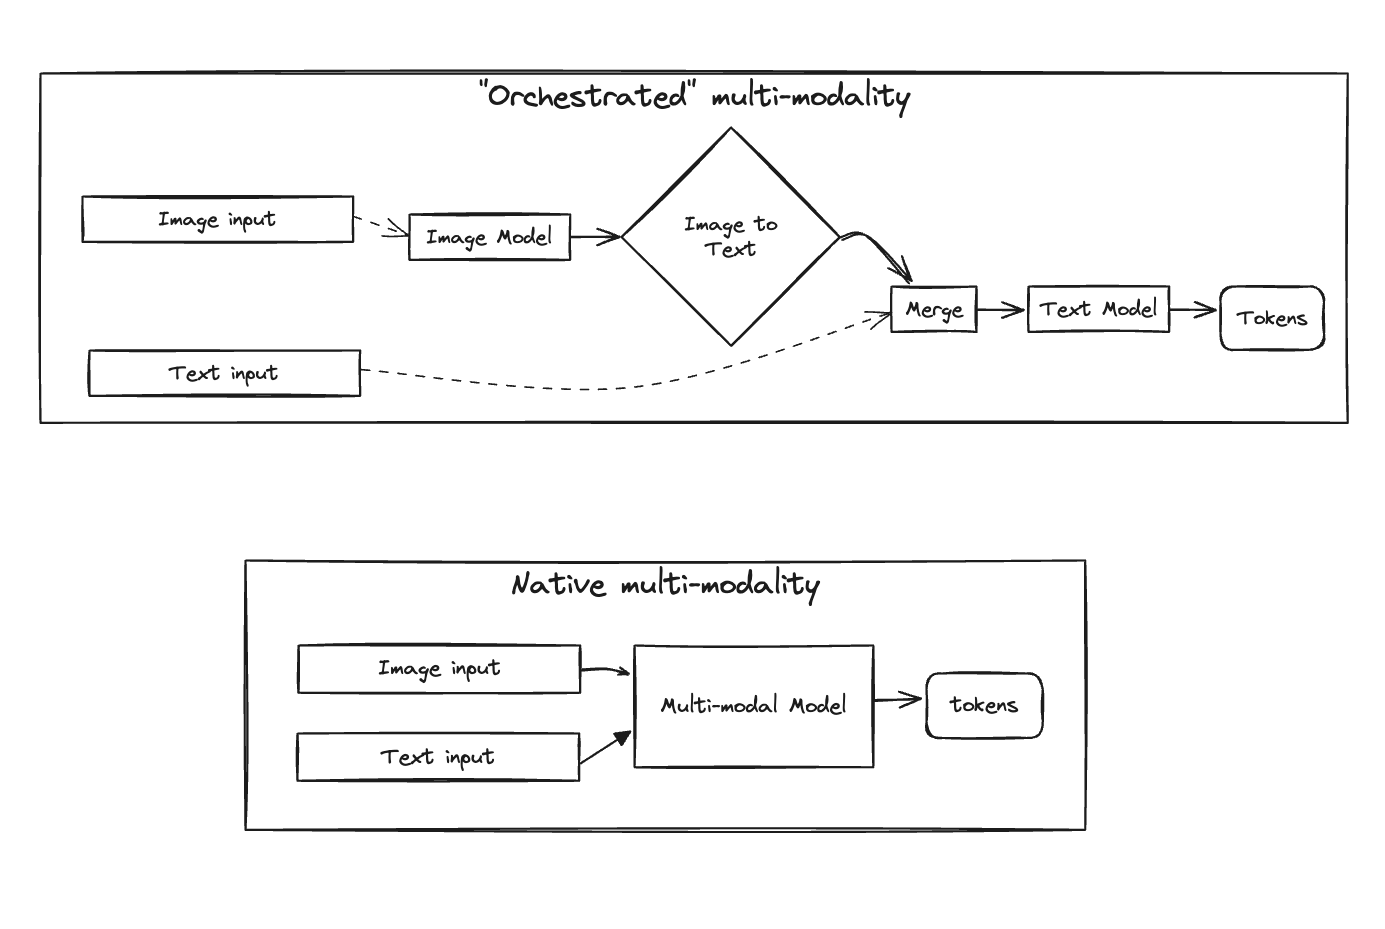 "Orchestrated" multi-modality
Image input
Image Model
Image to
Text
Merge
Text Model
Tokens
Text input
Native multi-modality
Image input
Multi-modal Model
tokens
Text input